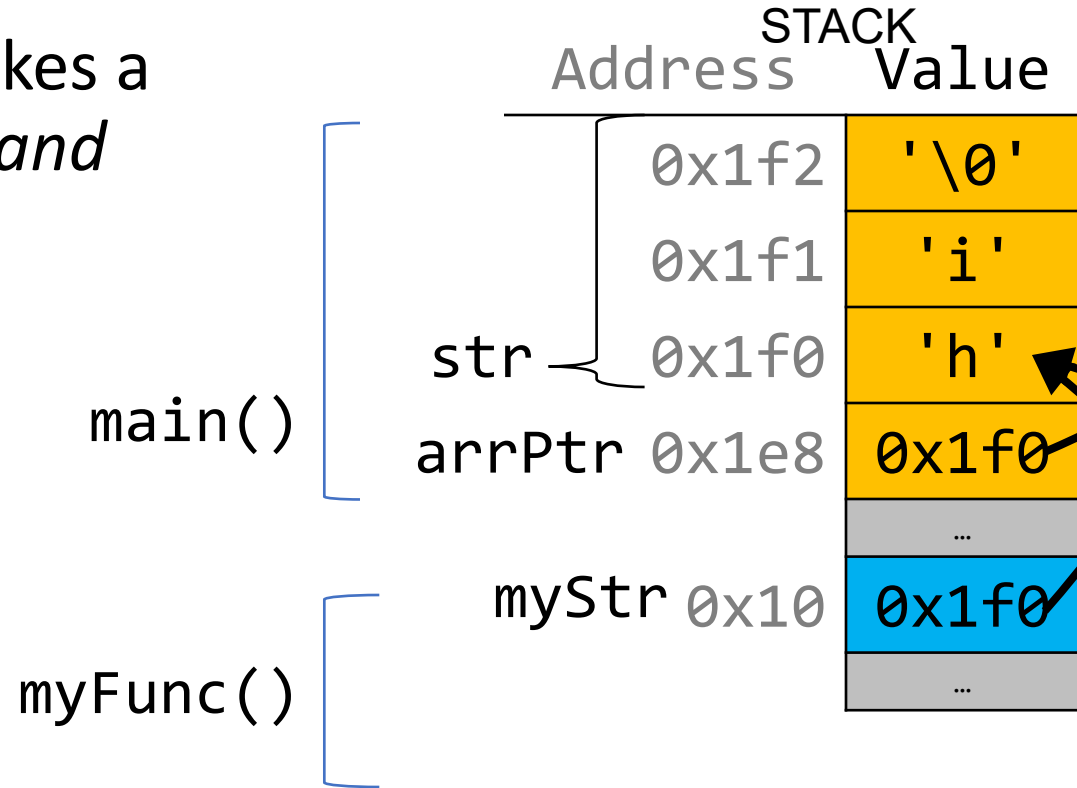 STACK
kes a
and
Address Value
0x1f2 '\0'
0x1f1 'i'
str 0x1f0 'h'
main()
arrPtr 0x1e8 0x1f0
…
myStr 0x10 0x1f0
myFunc()
…